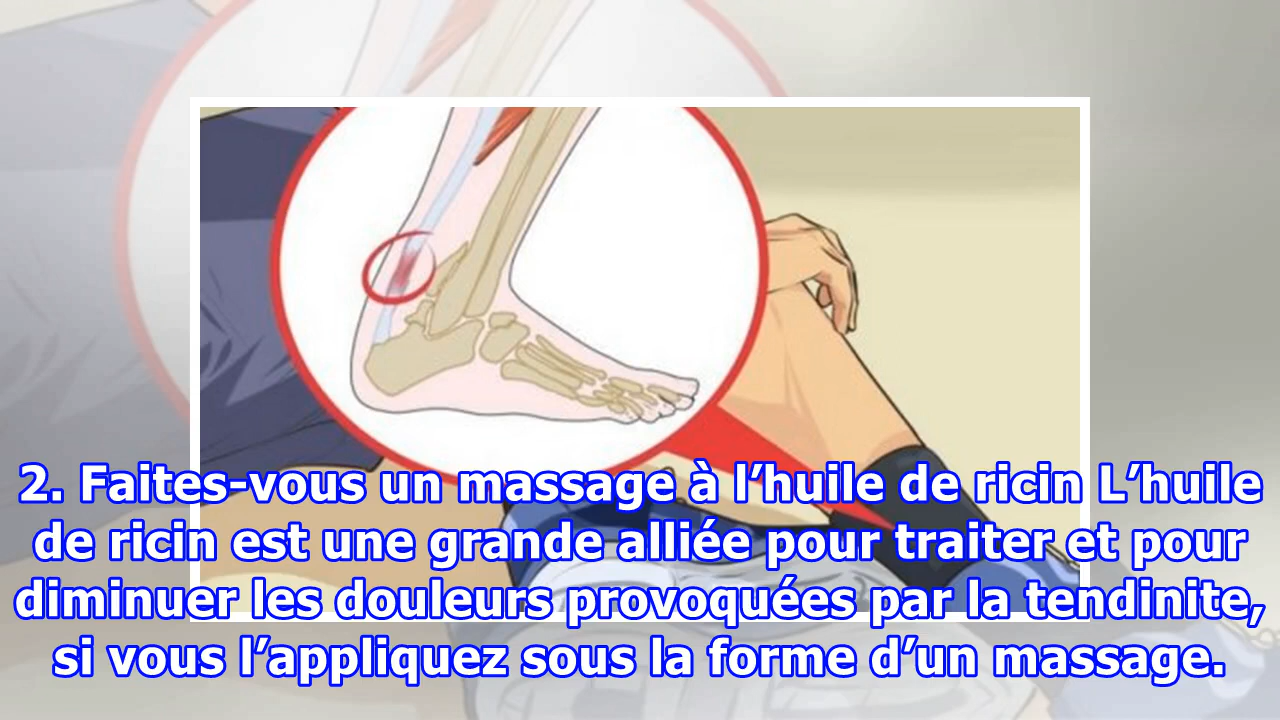 2. Faites-vous un massage à l’huile de ricin L’huile
de ricin est une grande alliée pour traiter et pour
diminuer les douleurs provoquées par la tendinite,
si vous l’appliquez sous la forme d’un massage.